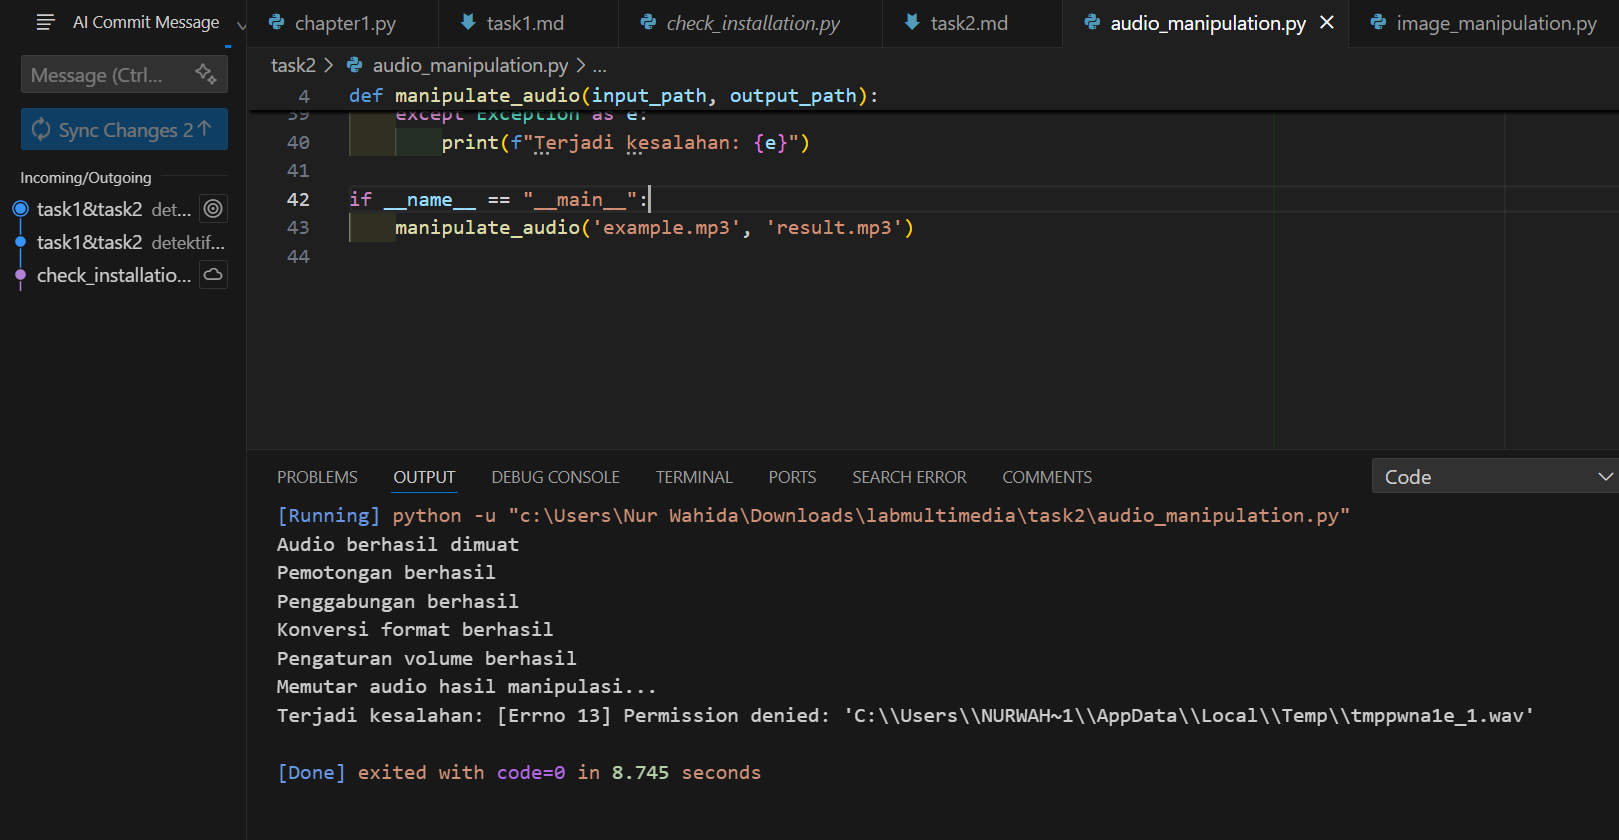 AI Commit Message
chapter1.py
task1.md
check_installation.py
task2.md
audio_manipulation.py
image_manipulation.py
Message (Ctrl...
Sync Changes 2↑
Incoming/Outgoing
task1&task2 det...
task1&task2 detektif...
check_installatio...
task2 > audio_manipulation.py > ...
4 def manipulate_audio(input_path, output_path):
39 except Exception as e:
40 print(f"Terjadi kesalahan: {e}")
41
42 if __name__ == "__main__":
43 manipulate_audio('example.mp3', 'result.mp3')
44
PROBLEMS
OUTPUT
DEBUG CONSOLE
TERMINAL
PORTS
SEARCH ERROR
COMMENTS
Code
[Running] python -u "c:\Users\Nur Wahida\Downloads\labmultimedia\task2\audio_manipulation.py"
Audio berhasil dimuat
Pemotongan berhasil
Penggabungan berhasil
Konversi format berhasil
Pengaturan volume berhasil
Memutar audio hasil manipulasi...
Terjadi kesalahan: [Errno 13] Permission denied: 'C:\\Users\\NURWAH~1\\AppData\\Local\\Temp\\tmppwna1e_1.wav'
[Done] exited with code=0 in 8.745 seconds